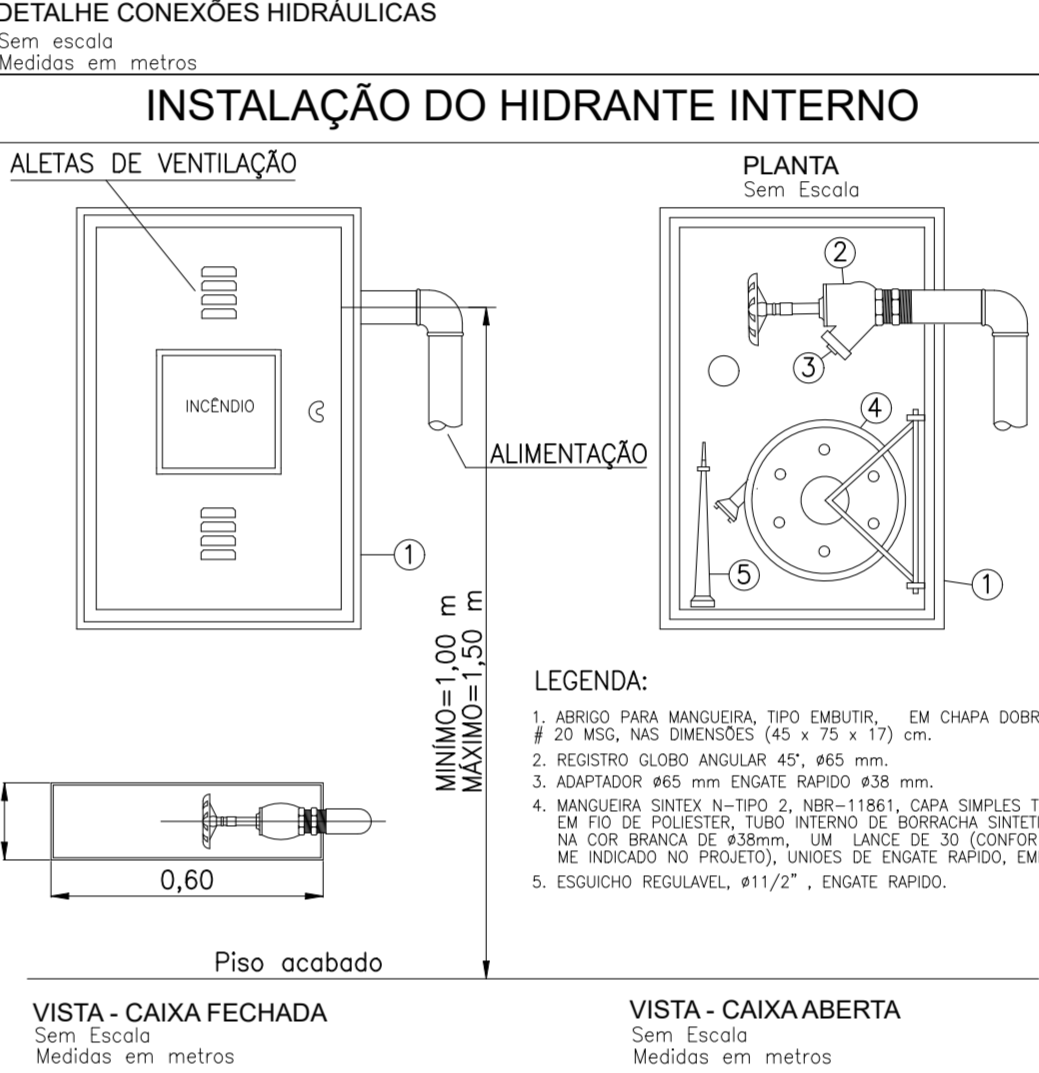 DETALHE CONEXÕES HIDRÁULICAS
Sem escala
Medidas em metros
INSTALAÇÃO DO HIDRANTE INTERNO
ALETAS DE VENTILAÇÃO
INCÊNDIO
ALIMENTAÇÃO
1
MINÍMO=1,00 m
MÁXIMO=1,50 m
PLANTA
Sem Escala
2
3
4
5
1
LEGENDA:
1. ABRIGO PARA MANGUEIRA, TIPO EMBUTIR, EM CHAPA DOBR
# 20 MSG, NAS DIMENSÕES (45 x 75 x 17) cm.
2. REGISTRO GLOBO ANGULAR 45°, ø65 mm.
3. ADAPTADOR ø65 mm ENGATE RAPIDO ø38 mm.
4. MANGUEIRA SINTEX N-TIPO 2, NBR-11861, CAPA SIMPLES T
EM FIO DE POLIESTER, TUBO INTERNO DE BORRACHA SINTETI
NA COR BRANCA DE ø38mm, UM LANCE DE 30 (CONFOR
ME INDICADO NO PROJETO), UNIOES DE ENGATE RAPIDO, EM
5. ESGUICHO REGULAVEL, ø11/2" , ENGATE RAPIDO.
0,60
Piso acabado
VISTA - CAIXA FECHADA
Sem Escala
Medidas em metros
VISTA - CAIXA ABERTA
Sem Escala
Medidas em metros